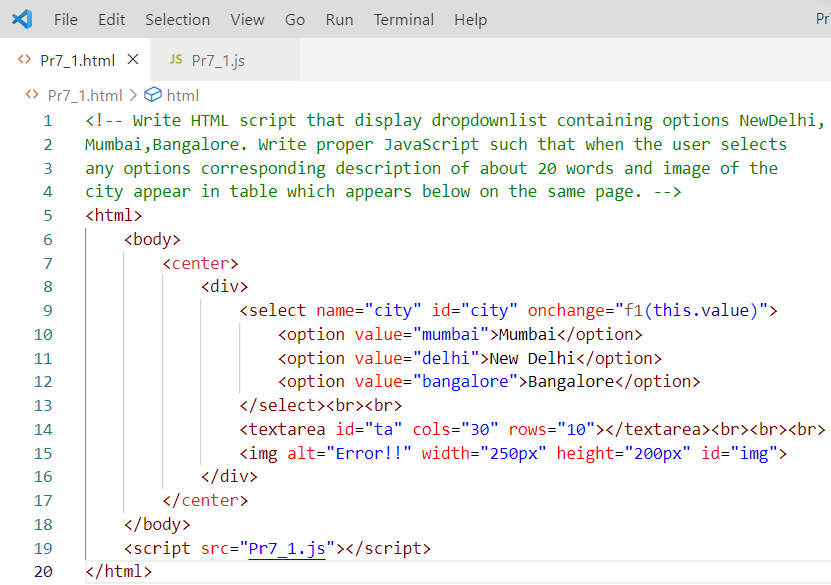 File Edit Selection View Go Run Terminal Help Pr7
<> Pr7_1.html × JS Pr7_1.js
<> Pr7_1.html > html
1 <!-- Write HTML script that display dropdownlist containing options NewDelhi,
2 Mumbai,Bangalore. Write proper JavaScript such that when the user selects
3 any options corresponding description of about 20 words and image of the
4 city appear in table which appears below on the same page. -->
5 <html>
6 <body>
7 <center>
8 <div>
9 <select name="city" id="city" onchange="f1(this.value)">
10 <option value="mumbai">Mumbai</option>
11 <option value="delhi">New Delhi</option>
12 <option value="bangalore">Bangalore</option>
13 </select><br><br>
14 <textarea id="ta" cols="30" rows="10"></textarea><br><br><br>
15 <img alt="Error!!" width="250px" height="200px" id="img">
16 </div>
17 </center>
18 </body>
19 <script src="Pr7_1.js"></script>
20 </html>